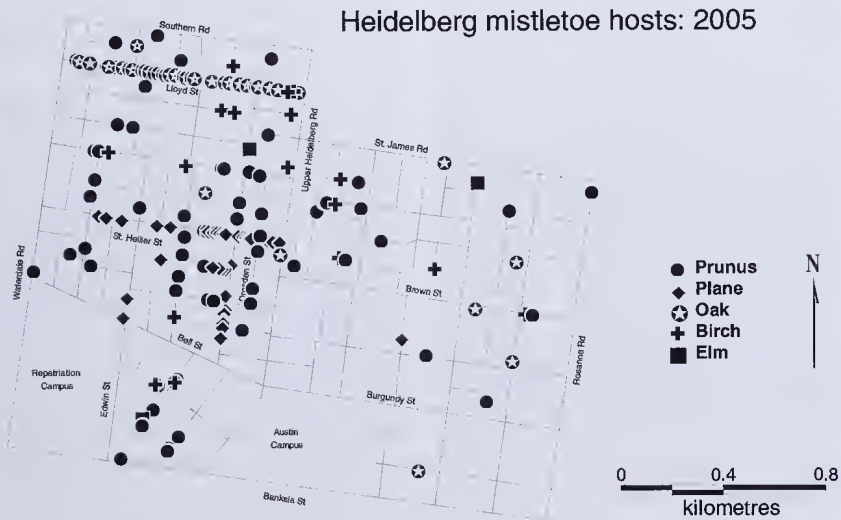 Heidelberg mistletoe hosts: 2005
Southern Rd
Lloyd St
Upper Heidelberg Rd
St. James Rd
St. Hellier St
Waterdale Rd
Dresden St
Brown St
Bell St
Rosanna Rd
Repatriation
Campus
Edwin St
Burgundy St
Austin
Campus
Banksia St
Prunus
Plane
Oak
Birch
Elm
N
0 0.4 0.8
kilometres